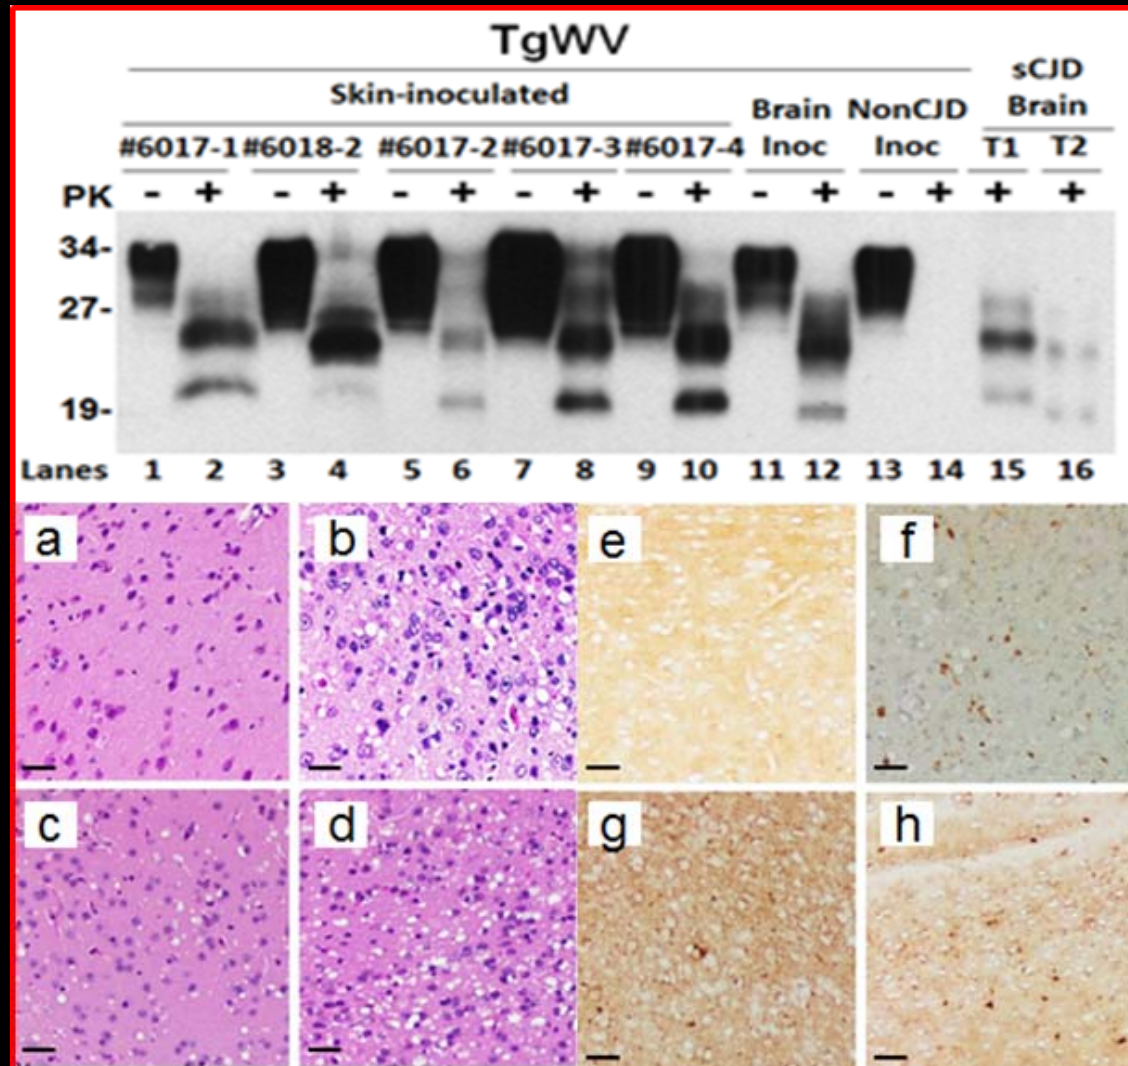 TgWV
sCJD
Skin-inoculated
Brain NonCJD Brain
#6017-1 #6018-2 #6017-2 #6017-3 #6017-4 Inoc Inoc T1 T2
PK - + - + - + - + - + - + - + + +
34-
27-
19-
Lanes 1 2 3 4 5 6 7 8 9 10 11 12 13 14 15 16
a b e f
c d g h